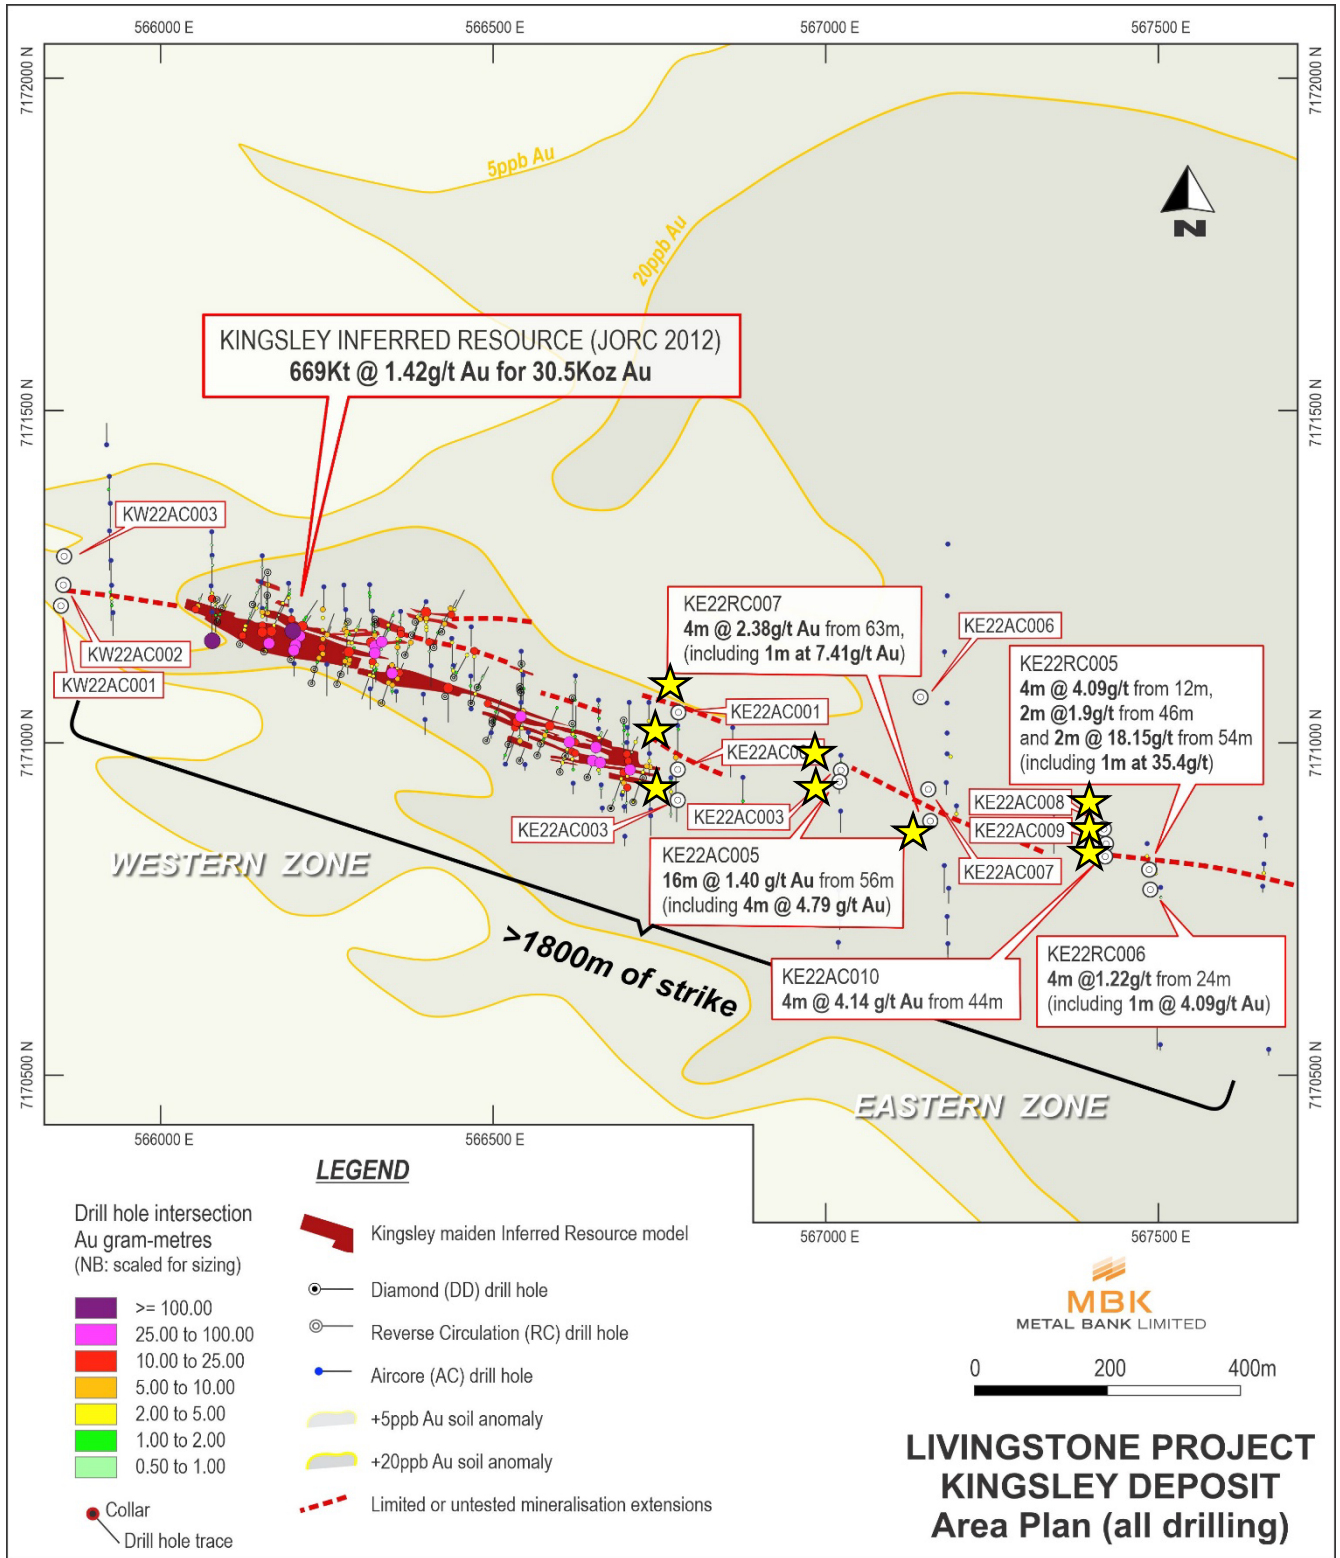 566000 E
566500 E
567000 E
567500 E
7172000 N
7172000 N
5ppb Au
20ppb Au
N
KINGSLEY INFERRED RESOURCE (JORC 2012)
669Kt @ 1.42g/t Au for 30.5Koz Au
7171500 N
7171500 N
KW22AC003
KW22AC002
KW22AC001
KE22RC007
4m @ 2.38g/t Au from 63m,
(including 1m at 7.41g/t Au)
KE22AC006
KE22RC005
4m @ 4.09g/t from 12m,
2m @1.9g/t from 46m
and 2m @ 18.15g/t from 54m
(including 1m at 35.4g/t)
KE22AC001
7171000 N
7171000 N
KE22AC003
KE22AC003
KE22AC008
KE22AC009
KE22AC007
KE22AC005
16m @ 1.40 g/t Au from 56m
(including 4m @ 4.79 g/t Au)
WESTERN ZONE
>1800m of strike
KE22AC010
4m @ 4.14 g/t Au from 44m
KE22RC006
4m @1.22g/t from 24m
(including 1m @ 4.09g/t Au)
7170500 N
7170500 N
EASTERN ZONE
566000 E
566500 E
567000 E
567500 E
LEGEND
Drill hole intersection
Au gram-metres
(NB: scaled for sizing)
>= 100.00
25.00 to 100.00
10.00 to 25.00
5.00 to 10.00
2.00 to 5.00
1.00 to 2.00
0.50 to 1.00
Collar
Drill hole trace
Kingsley maiden Inferred Resource model
Diamond (DD) drill hole
Reverse Circulation (RC) drill hole
Aircore (AC) drill hole
+5ppb Au soil anomaly
+20ppb Au soil anomaly
Limited or untested mineralisation extensions
MBK
METAL BANK LIMITED
0 200 400m
LIVINGSTONE PROJECT
KINGSLEY DEPOSIT
Area Plan (all drilling)